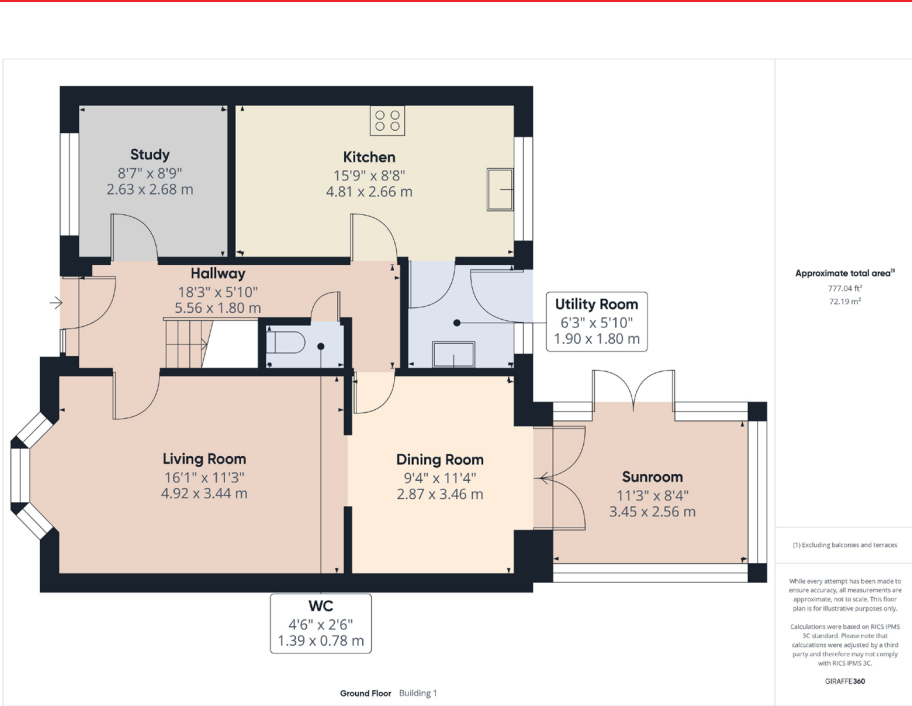 Study
8'7" x 8'9"
2.63 x 2.68 m
Kitchen
15'9" x 8'8"
4.81 x 2.66 m
Hallway
18'3" x 5'10"
5.56 x 1.80 m
Utility Room
6'3" x 5'10"
1.90 x 1.80 m
Living Room
16'1" x 11'3"
4.92 x 3.44 m
Dining Room
9'4" x 11'4"
2.87 x 3.46 m
Sunroom
11'3" x 8'4"
3.45 x 2.56 m
WC
4'6" x 2'6"
1.39 x 0.78 m
Ground Floor Building 1
Approximate total area⁽¹⁾
777.04 ft²
72.19 m²
(1) Excluding balconies and terraces
While every attempt has been made to
ensure accuracy, all measurements are
approximate, not to scale. This floor
plan is for illustrative purposes only.
Calculations were based on RICS IPMS
3C standard. Please note that
calculations were adjusted by a third
party and therefore may not comply
with RICS IPMS 3C.
GIRAFFE360